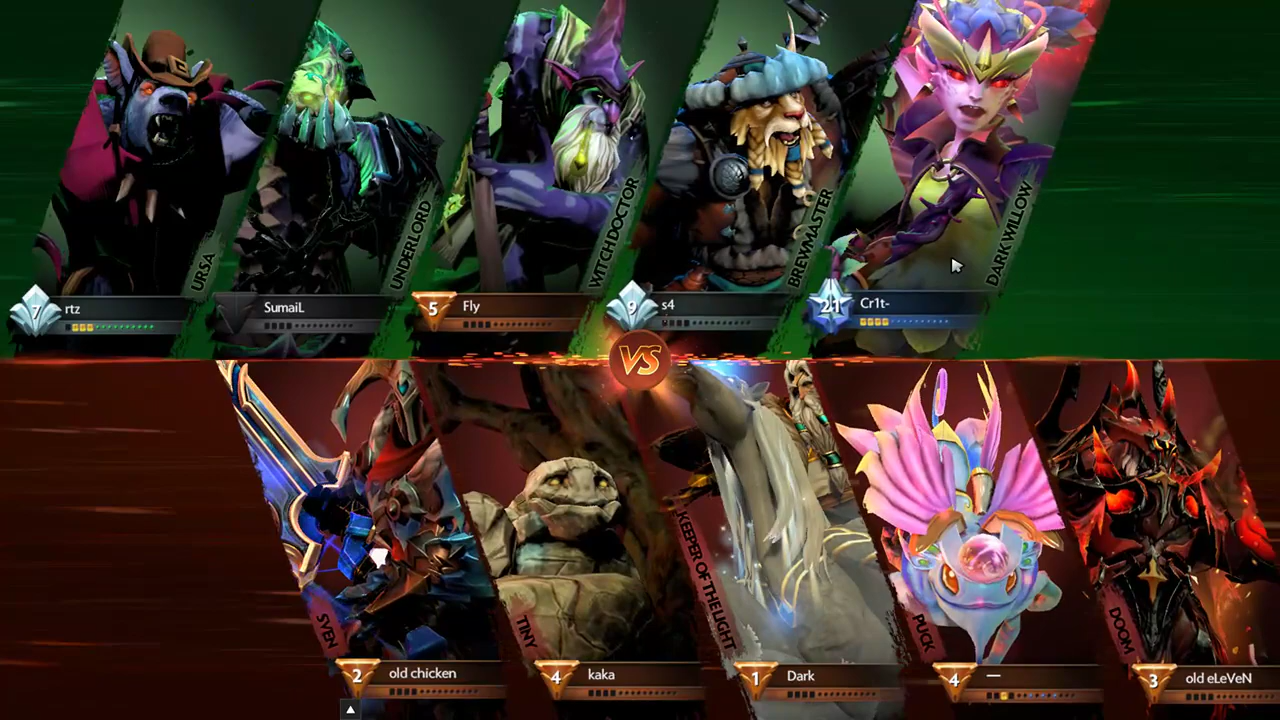 URSA
UNDERLORD
WITCH DOCTOR
BREWMASTER
DARK WILLOW
7 rtz
SumaiL
5 Fly
9 s4
21 Cr1t-
VS
SVEN
TINY
KEEPER OF THE LIGHT
PUCK
DOOM
2 old chicken
4 kaka
1 Dark
4 —
3 old eLeVeN